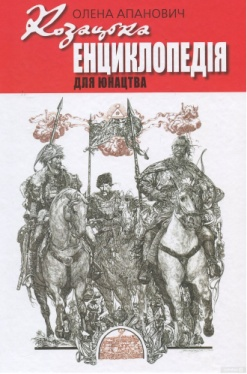 ОЛЕНА АПАНОВИЧ
Козацька
ЕНЦИКЛОПЕДІЯ
ДЛЯ ЮНАЦТВА